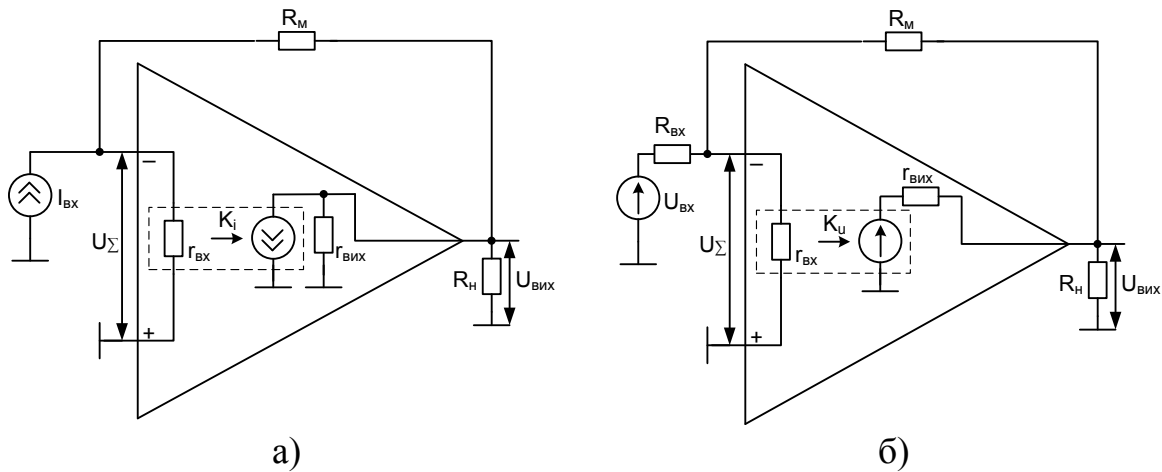 Rм
Iвх
−
UΣ
rвх
Ki
rвих
+
Rн
Uвих
а)
Rм
Rвх
Uвх
−
UΣ
rвх
Ku
rвих
+
Rн
Uвих
б)